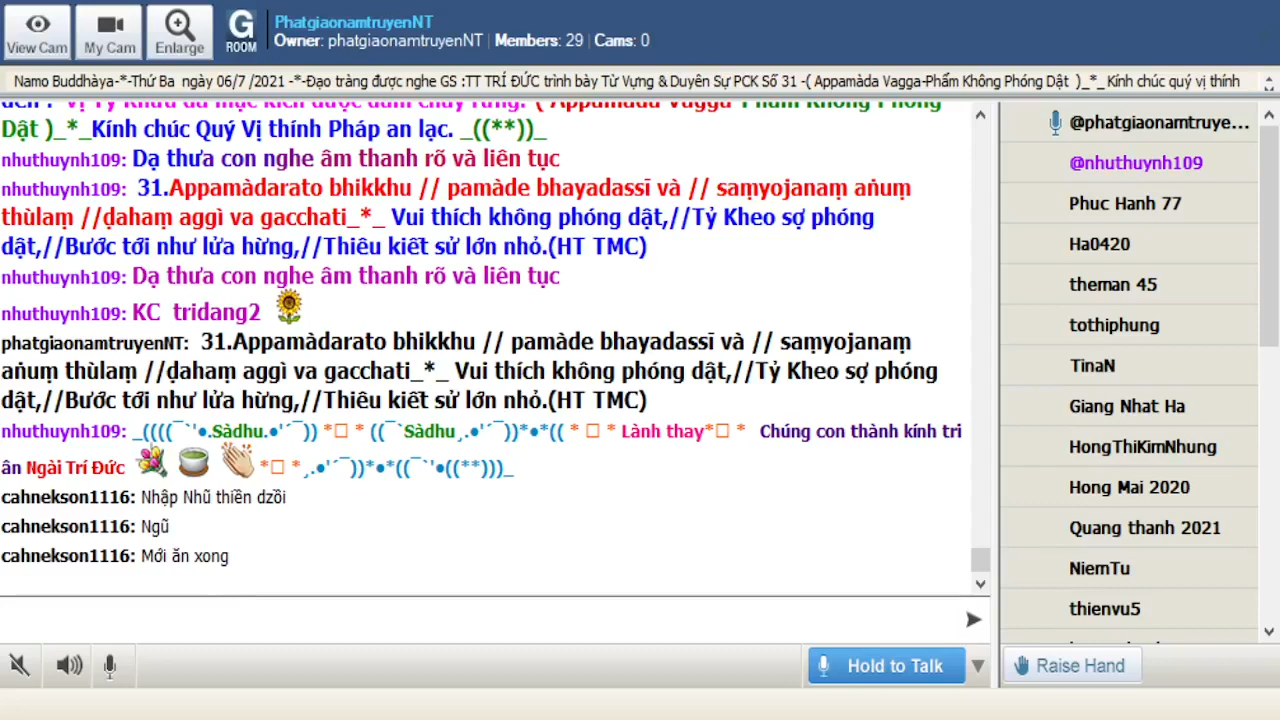 PhatgiaonamtruyenNT
Owner: phatgiaonamtruyenNT | Members: 29 | Cams: 0
View Cam
My Cam
Enlarge
G
ROOM
Namo Buddhàya-*-Thứ Ba ngày 06/7 /2021 -*-Đạo tràng được nghe GS :TT TRÍ ĐỨC trình bày Từ Vựng & Duyên Sự PCK Số 31 -( Appamàda Vagga-Phẩm Không Phóng Dật )_*_Kính chúc quý vị thính
Dật )_*_Kính chúc Quý Vị thính Pháp an lạc. _((**))_
nhuthuynh109: Dạ thưa con nghe âm thanh rõ và liên tục
nhuthuynh109: 31.Appamàdarato bhikkhu // pamàde bhayadassī và // saṃyojanaṃ aṅuṃ
thùlaṃ //ḍahaṃ aggì va gacchati_*_ Vui thích không phóng dật,//Tỷ Kheo sợ phóng
dật,//Bước tới như lửa hừng,//Thiêu kiết sử lớn nhỏ.(HT TMC)
nhuthuynh109: Dạ thưa con nghe âm thanh rõ và liên tục
nhuthuynh109: KC tridang2
phatgiaonamtruyenNT: 31.Appamàdarato bhikkhu // pamàde bhayadassī và // saṃyojanaṃ
aṅuṃ thùlaṃ //ḍahaṃ aggì va gacchati_*_ Vui thích không phóng dật,//Tỷ Kheo sợ phóng
dật,//Bước tới như lửa hừng,//Thiêu kiết sử lớn nhỏ.(HT TMC)
nhuthuynh109: _((((¯`'•.Sàdhu.•'´¯)) *□ * ((¯`Sàdhu¸.•'´¯))*•*(( * □ * Lành thay*□ * Chúng con thành kính tri
ân Ngài Trí Đức *□ *¸.•'´¯))*•*((¯`'•((**)))_
cahnekson1116: Nhập Nhũ thiền dzồi
cahnekson1116: Ngũ
cahnekson1116: Mới ăn xong
@phatgiaonamtruye...
@nhuthuynh109
Phuc Hanh 77
Ha0420
theman 45
tothiphung
TinaN
Giang Nhat Ha
HongThiKimNhung
Hong Mai 2020
Quang thanh 2021
NiemTu
thienvu5
Hold to Talk
Raise Hand